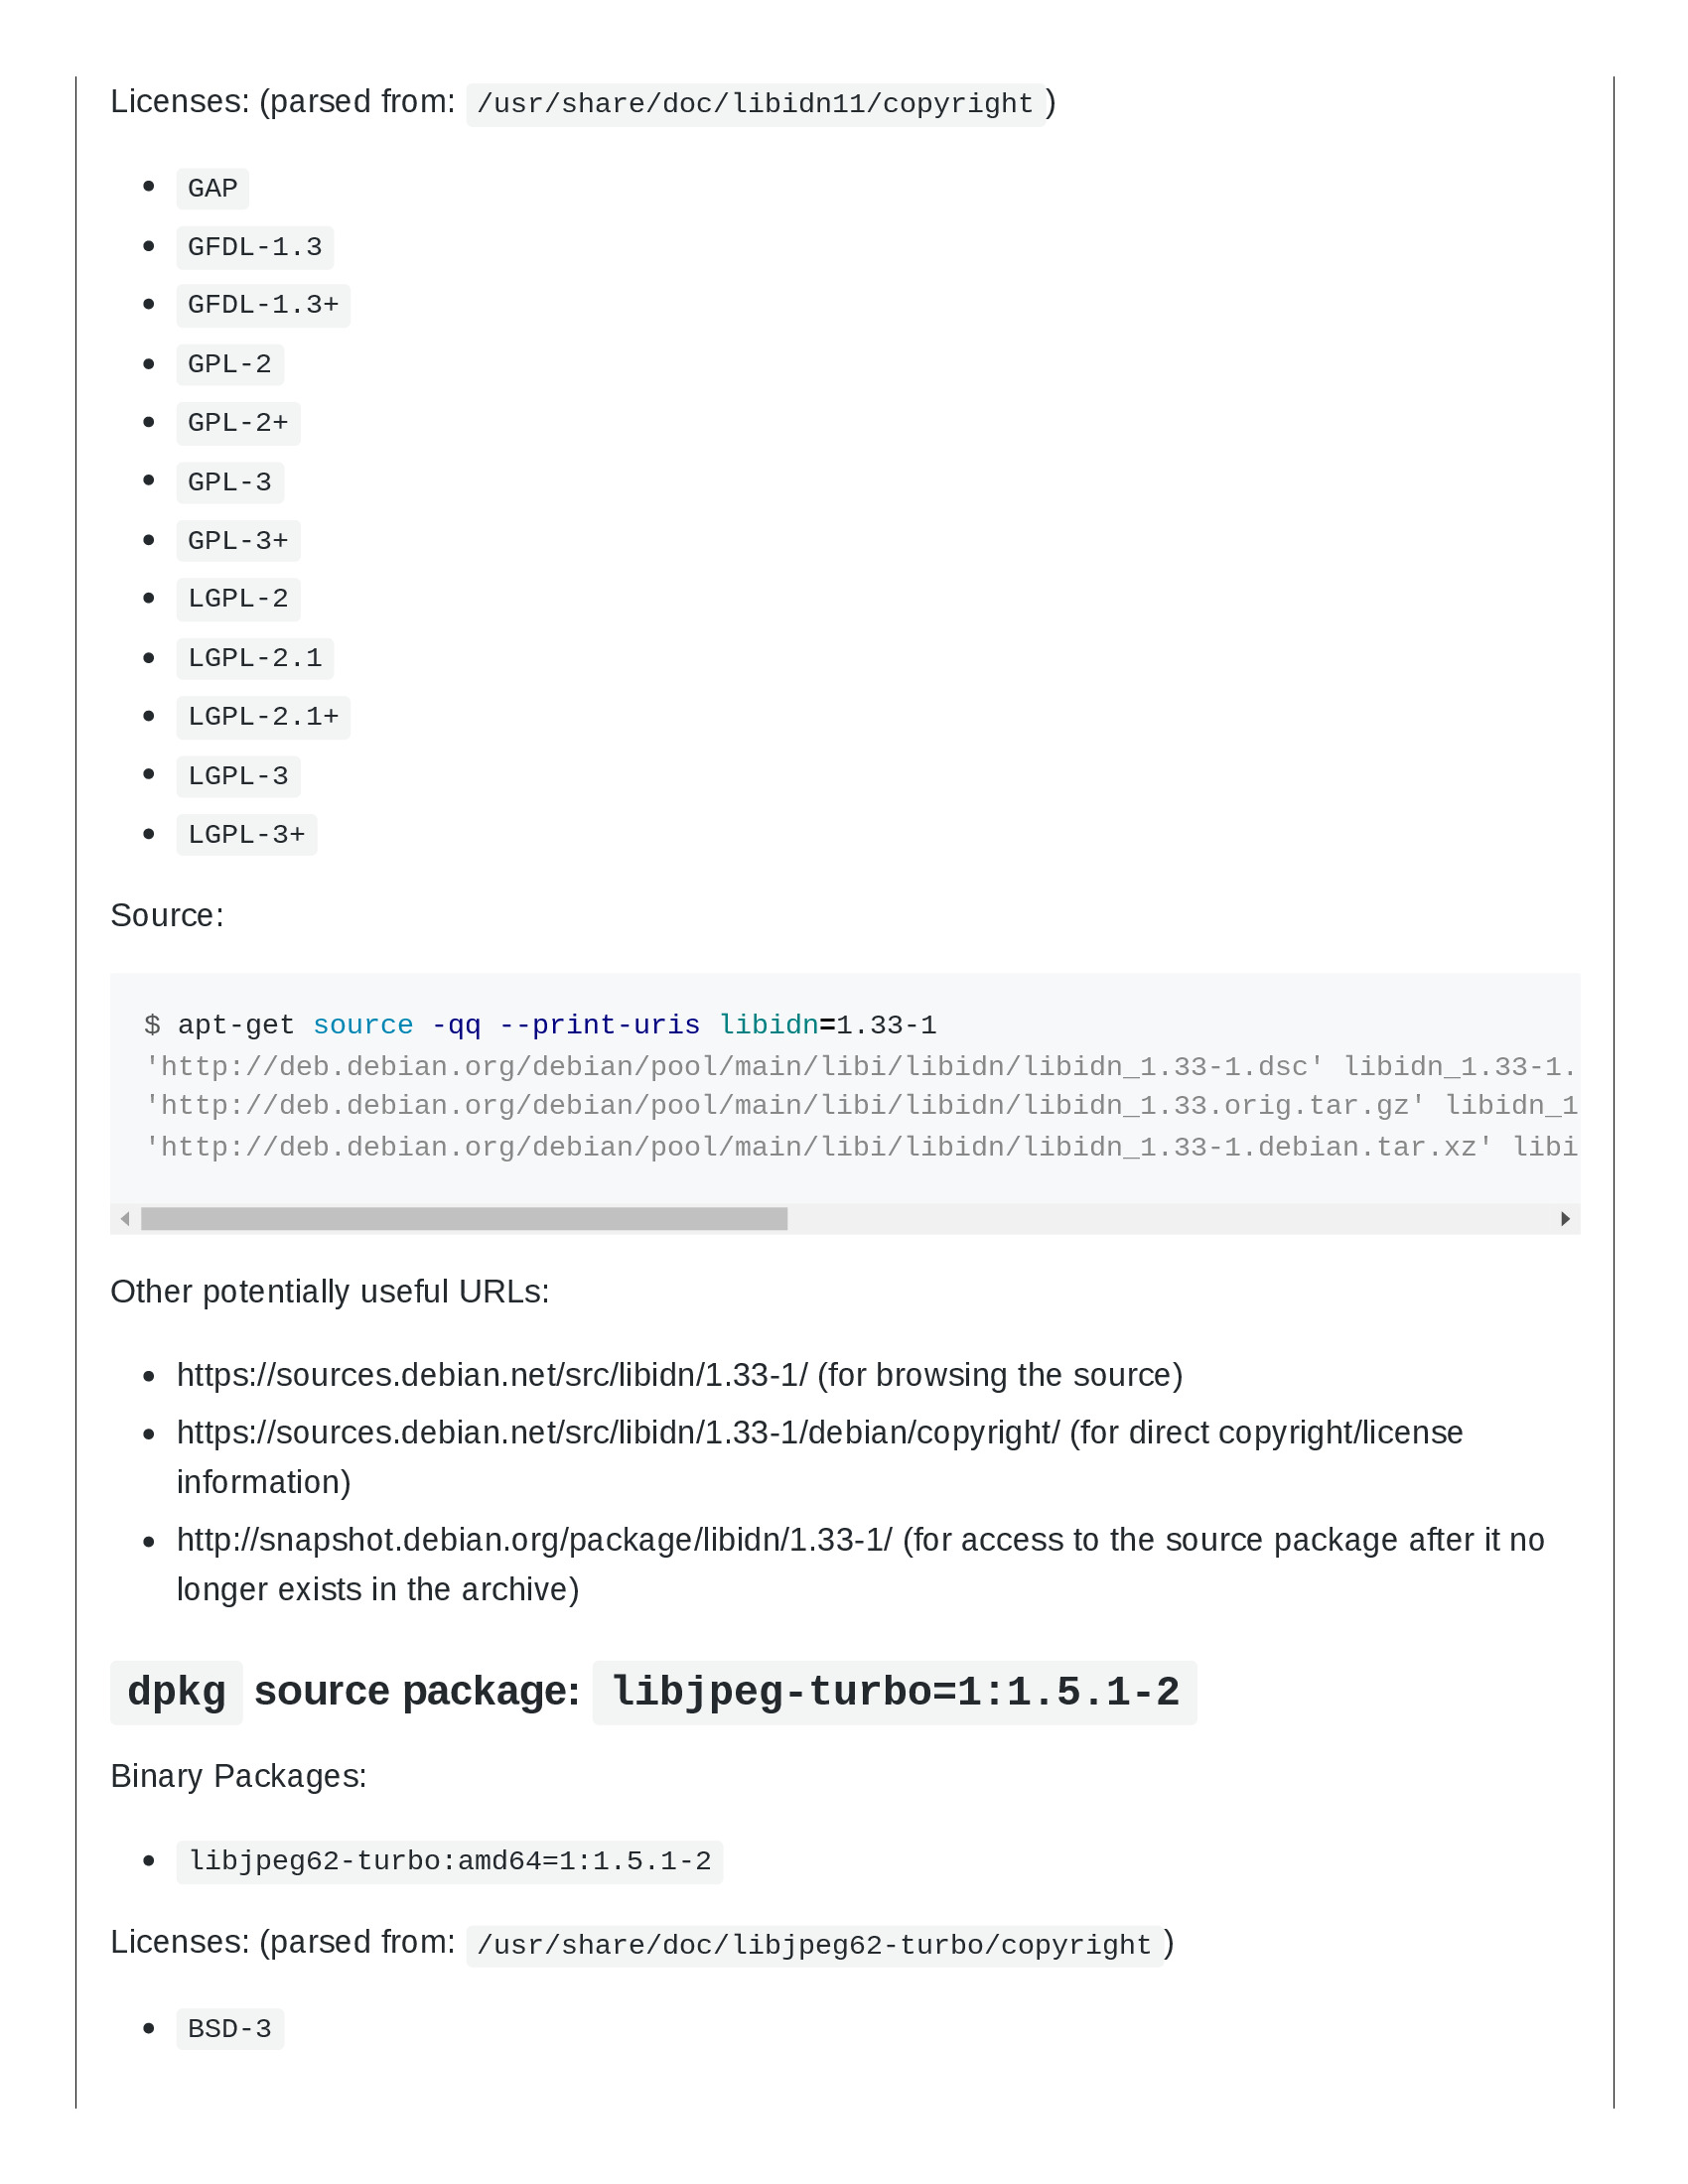 Licenses: (parsed from: /usr/share/doc/libidn11/copyright)
GAP
GFDL-1.3
GFDL-1.3+
GPL-2
GPL-2+
GPL-3
GPL-3+
LGPL-2
LGPL-2.1
LGPL-2.1+
LGPL-3
LGPL-3+
Source:
$ apt-get source -qq --print-uris libidn=1.33-1
'http://deb.debian.org/debian/pool/main/libi/libidn/libidn_1.33-1.dsc' libidn_1.33-1.
'http://deb.debian.org/debian/pool/main/libi/libidn/libidn_1.33.orig.tar.gz' libidn_1
'http://deb.debian.org/debian/pool/main/libi/libidn/libidn_1.33-1.debian.tar.xz' libi
Other potentially useful URLs:
https://sources.debian.net/src/libidn/1.33-1/ (for browsing the source)
https://sources.debian.net/src/libidn/1.33-1/debian/copyright/ (for direct copyright/license
information)
http://snapshot.debian.org/package/libidn/1.33-1/ (for access to the source package after it no
longer exists in the archive)
dpkg source package: libjpeg-turbo=1:1.5.1-2
Binary Packages:
libjpeg62-turbo:amd64=1:1.5.1-2
Licenses: (parsed from: /usr/share/doc/libjpeg62-turbo/copyright)
BSD-3